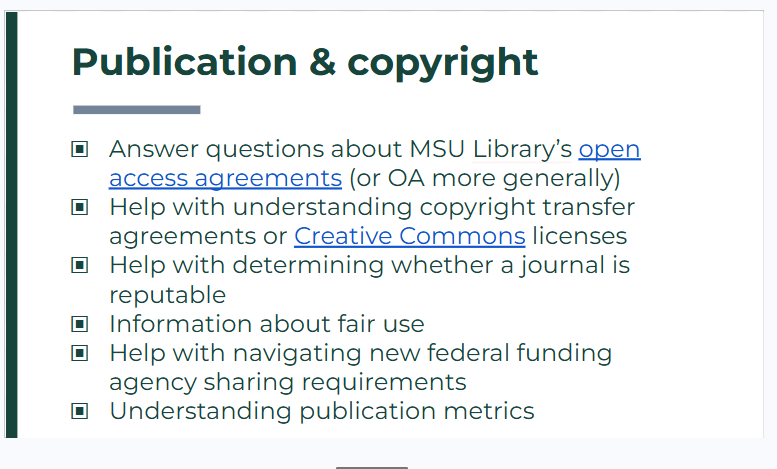 Publication & copyright
Answer questions about MSU Library’s open
access agreements (or OA more generally)
Help with understanding copyright transfer
agreements or Creative Commons licenses
Help with determining whether a journal is
reputable
Information about fair use
Help with navigating new federal funding
agency sharing requirements
Understanding publication metrics